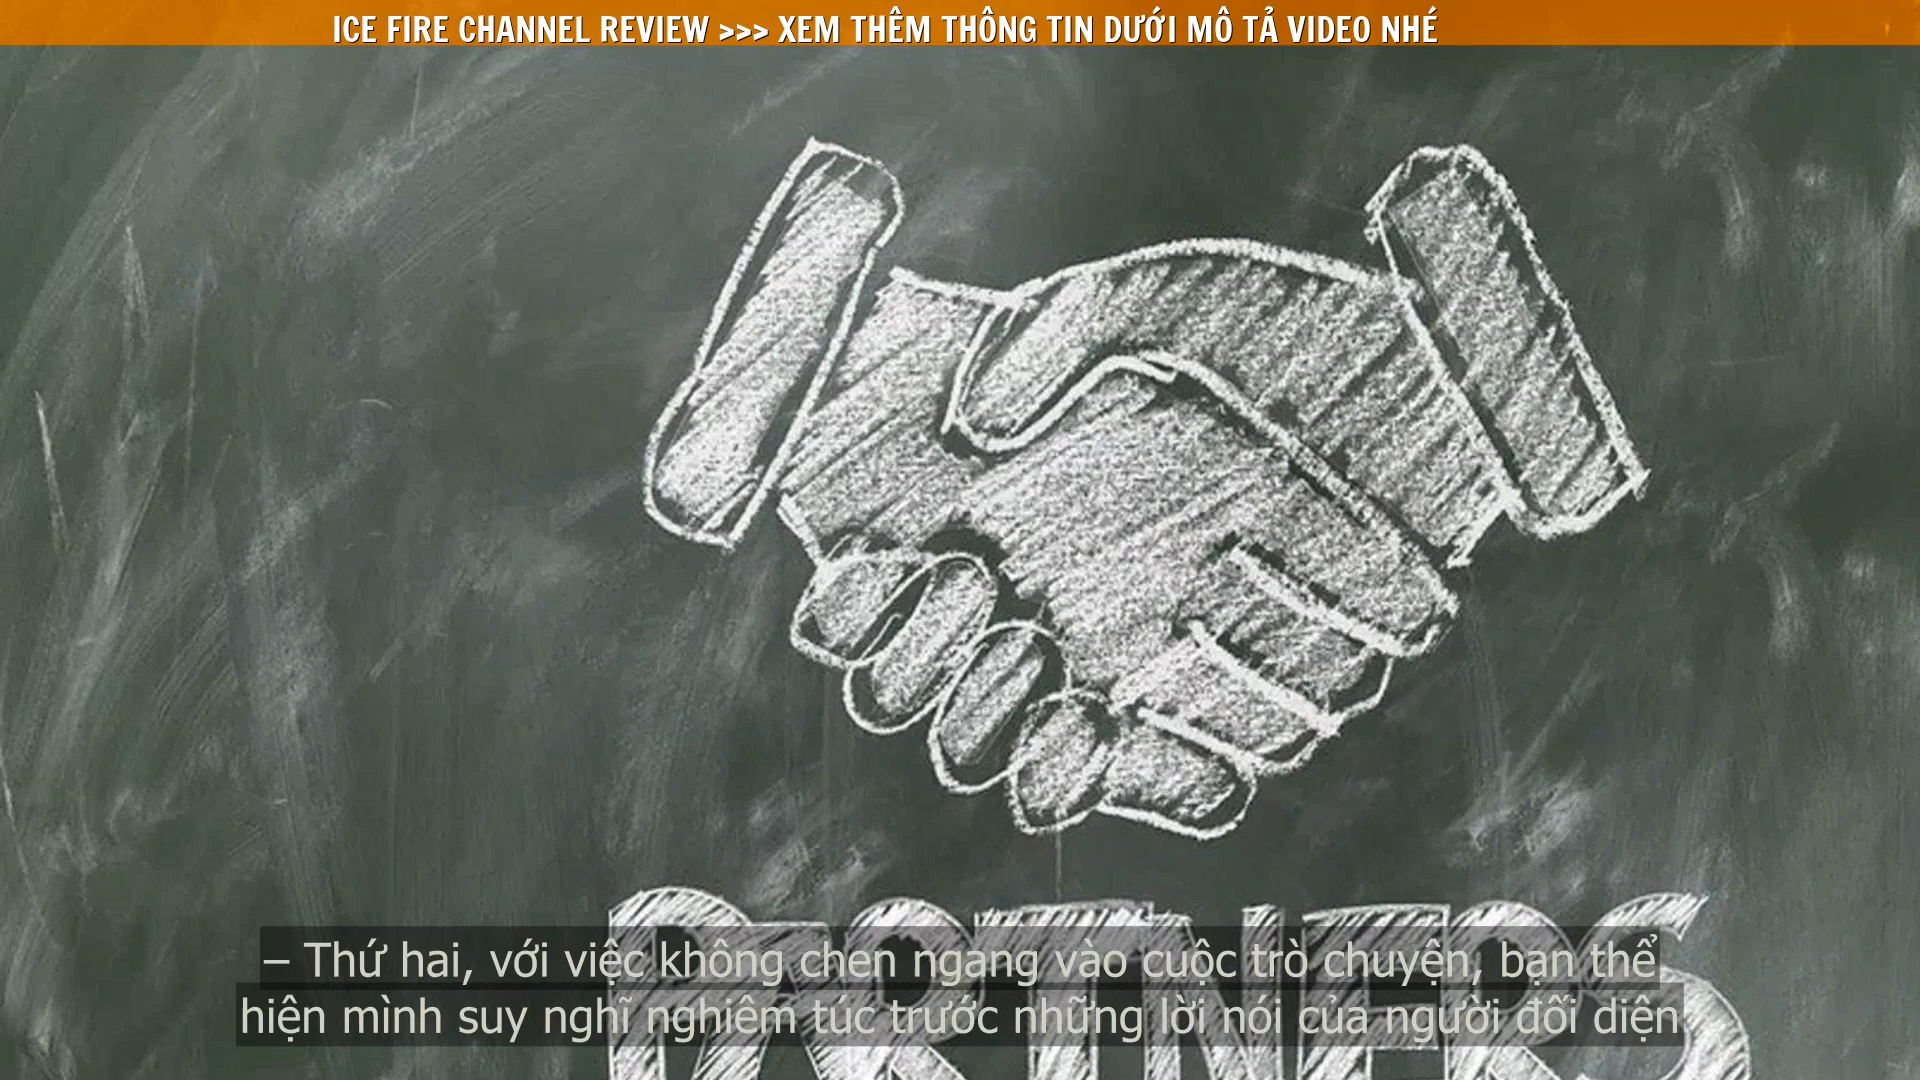 ICE FIRE CHANNEL REVIEW >>> XEM THÊM THÔNG TIN DƯỚI MÔ TẢ VIDEO NHÉ
PARTNERS
– Thứ hai, với việc không chen ngang vào cuộc trò chuyện, bạn thể
hiện mình suy nghĩ nghiêm túc trước những lời nói của người đối diện